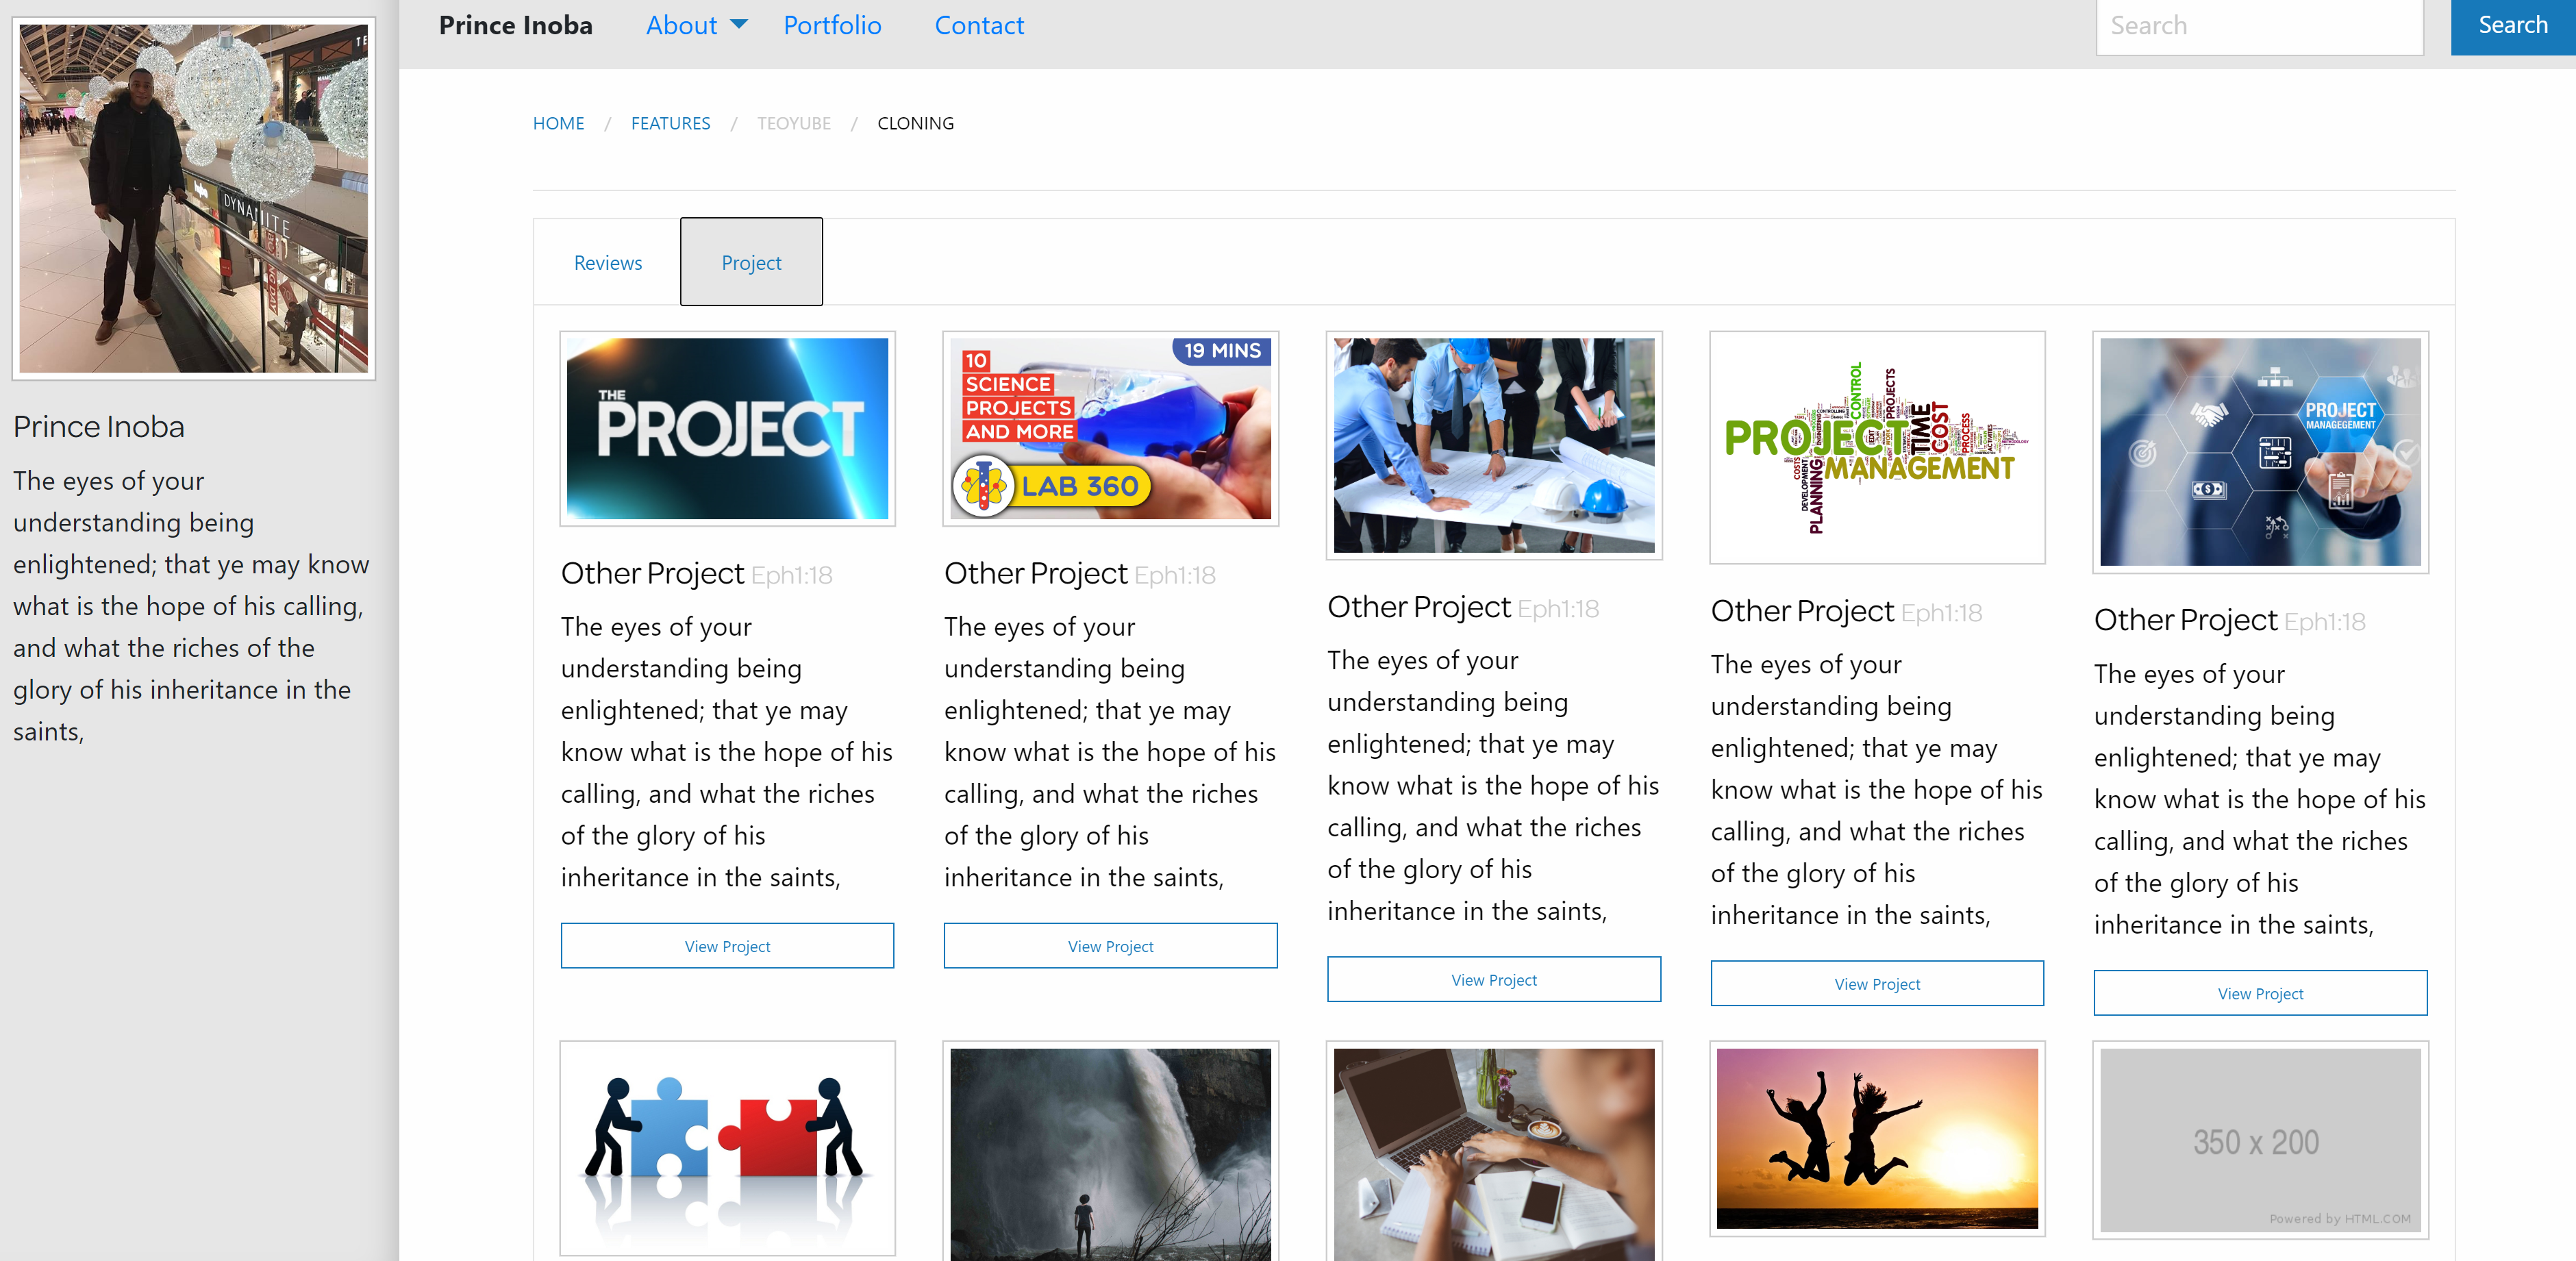 Prince Inoba
About
Portfolio
Contact
Search
Search
DYNAMITE
Prince Inoba
The eyes of your
understanding being
enlightened; that ye may know
what is the hope of his calling,
and what the riches of the
glory of his inheritance in the
saints,
HOME / FEATURES / TEOYUBE / CLONING
Reviews
Project
THE
PROJECT
19 MINS
10
SCIENCE
PROJECTS
AND MORE
LAB 360
PROJECT
MANAGEMENT
PLANNING
DEVELOPMENT
CONTROL
PROJECTS
TIME
COST
PROCESS
COSTS
PROJECT
MANAGEGEMENT
Other Project Eph1:18
The eyes of your
understanding being
enlightened; that ye may
know what is the hope of his
calling, and what the riches
of the glory of his
inheritance in the saints,
View Project
Other Project Eph1:18
The eyes of your
understanding being
enlightened; that ye may
know what is the hope of his
calling, and what the riches
of the glory of his
inheritance in the saints,
View Project
Other Project Eph1:18
The eyes of your
understanding being
enlightened; that ye may
know what is the hope of his
calling, and what the riches
of the glory of his
inheritance in the saints,
View Project
Other Project Eph1:18
The eyes of your
understanding being
enlightened; that ye may
know what is the hope of his
calling, and what the riches
of the glory of his
inheritance in the saints,
View Project
Other Project Eph1:18
The eyes of your
understanding being
enlightened; that ye may
know what is the hope of his
calling, and what the riches
of the glory of his
inheritance in the saints,
View Project
350 x 200
Powered by HTML.COM